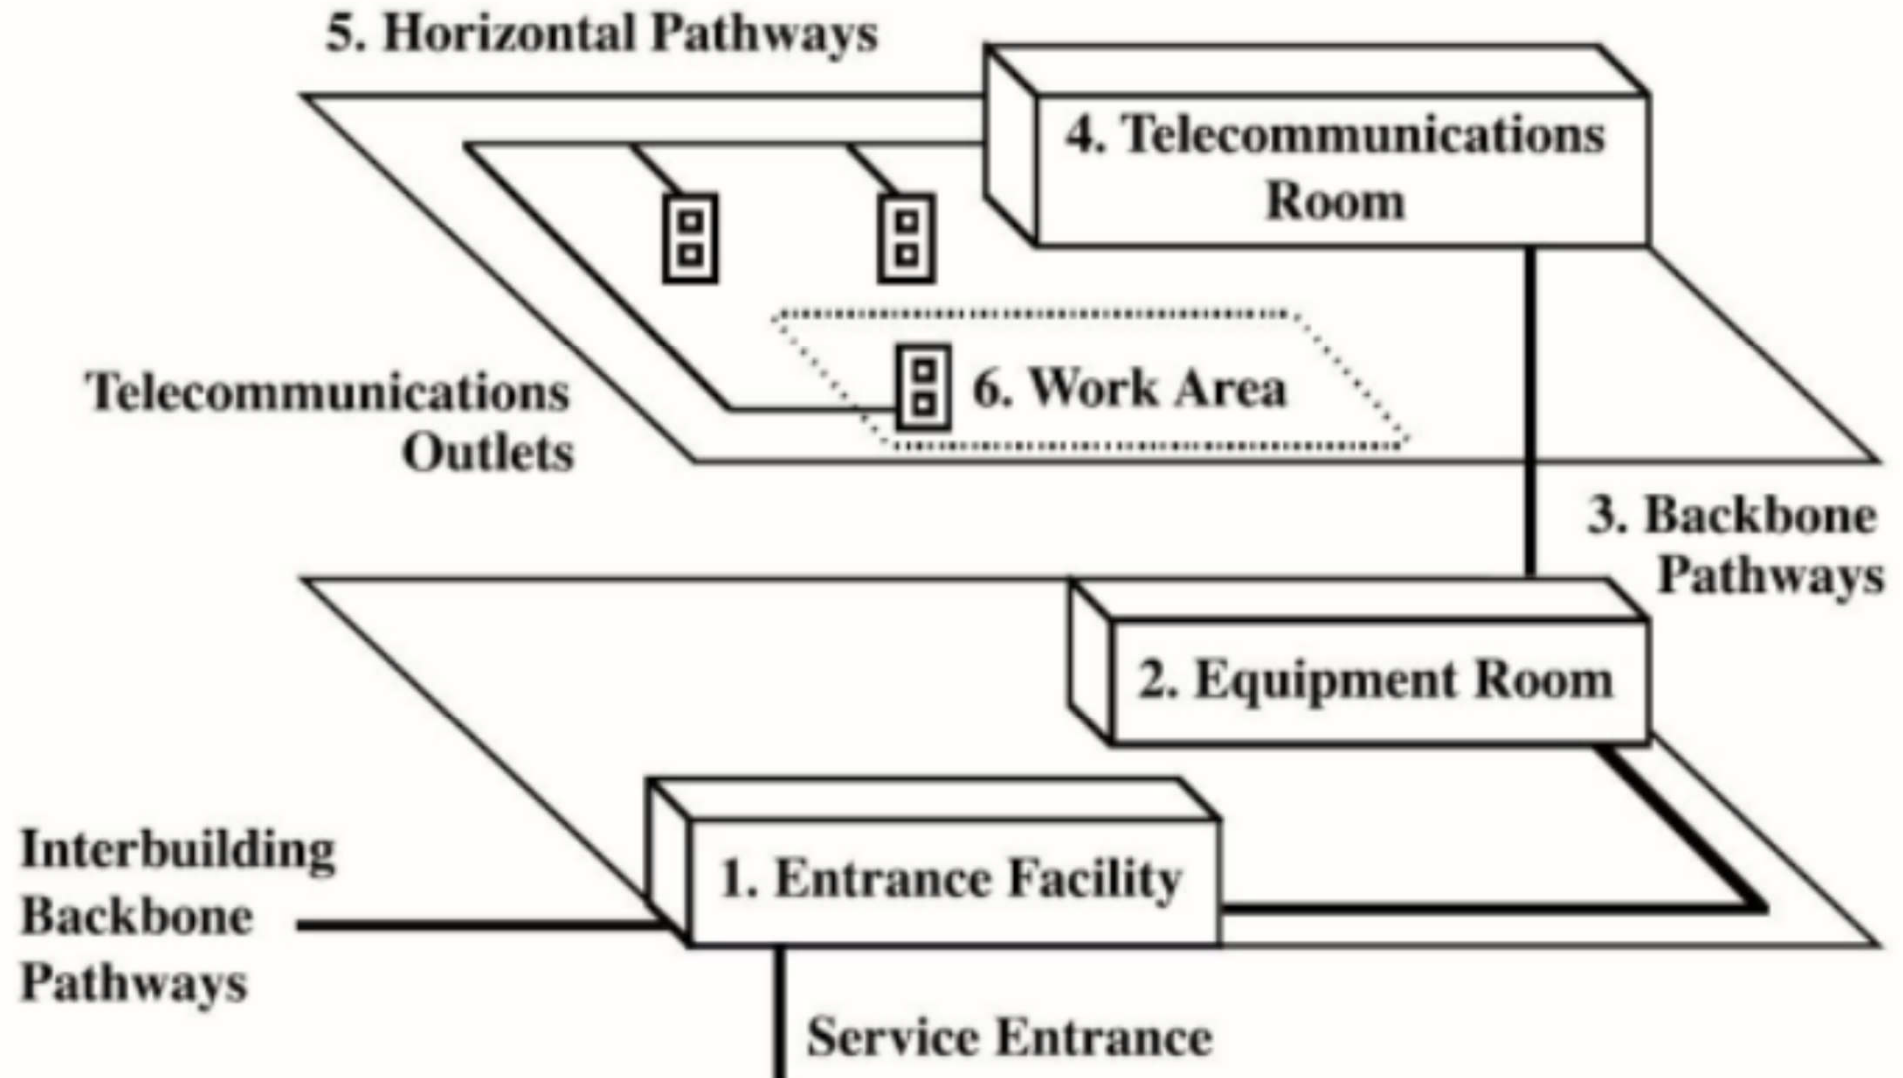 5. Horizontal Pathways
4. Telecommunications
Room
6. Work Area
Telecommunications
Outlets
3. Backbone
Pathways
2. Equipment Room
1. Entrance Facility
Interbuilding
Backbone
Pathways
Service Entrance